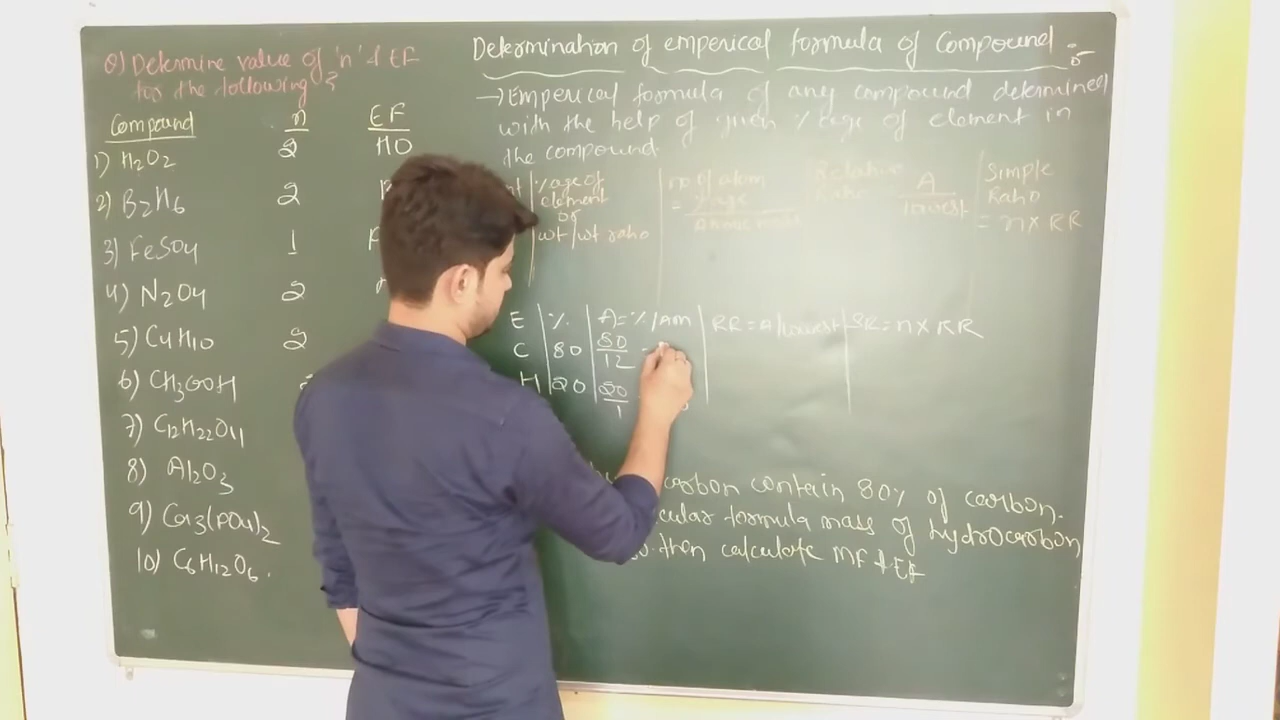 Q) Determine value of 'n' & EF
for the following?
Compound n EF
1) H2O2 2 HO
2) B2H6 2 B
3) FeSO4 1 F
4) N2O4 2
5) C4H10 2
6) CH3COOH
7) C12H22O11
8) Al2O3
9) Ca3(PO4)2
10) C6H12O6.
Determination of emperical formula of Compound :-
→ Emperical formula of any compound determined
with the help of given %age of element in
the compound.
%age of element or wt/wt ratio
no. of atom = %age / Atomic mass
Relative Ratio = A / lowest
Simple Ratio = n x RR
E % A = %/AM RR = A/lowest SR = n x RR
C 80 80/12 =
H 20 20/1
carbon contain 80% of carbon.
cular formula mass of hydrocarbon
then calculate MF & EF